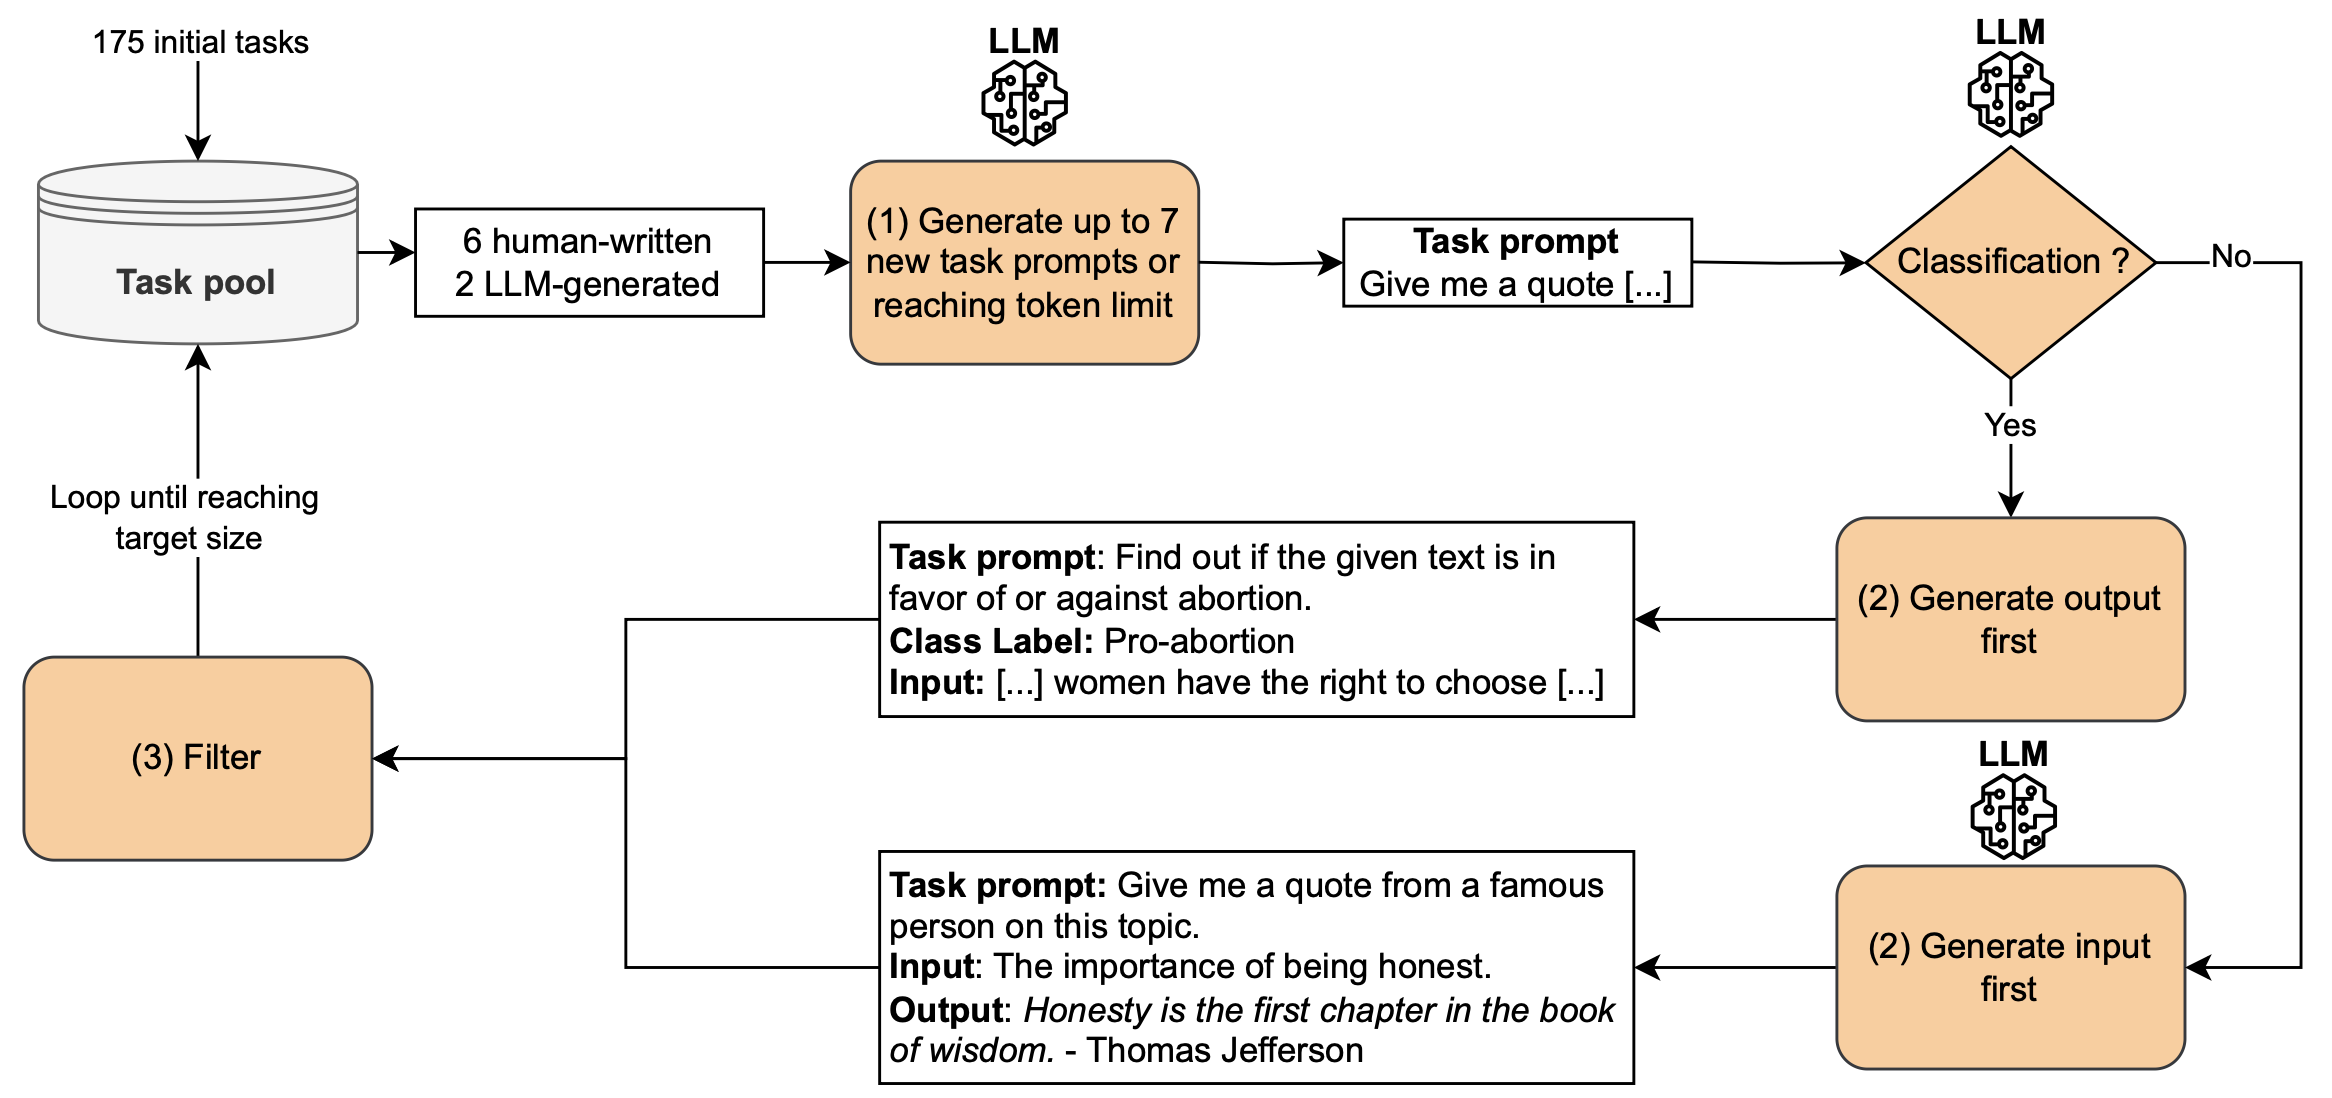 175 initial tasks
Task pool
6 human-written
2 LLM-generated
LLM
(1) Generate up to 7
new task prompts or
reaching token limit
Task prompt
Give me a quote [...]
LLM
Classification ?
No
Yes
(2) Generate output
first
LLM
(2) Generate input
first
Task prompt: Find out if the given text is in
favor of or against abortion.
Class Label: Pro-abortion
Input: [...] women have the right to choose [...]
Task prompt: Give me a quote from a famous
person on this topic.
Input: The importance of being honest.
Output: Honesty is the first chapter in the book
of wisdom. - Thomas Jefferson
(3) Filter
Loop until reaching
target size